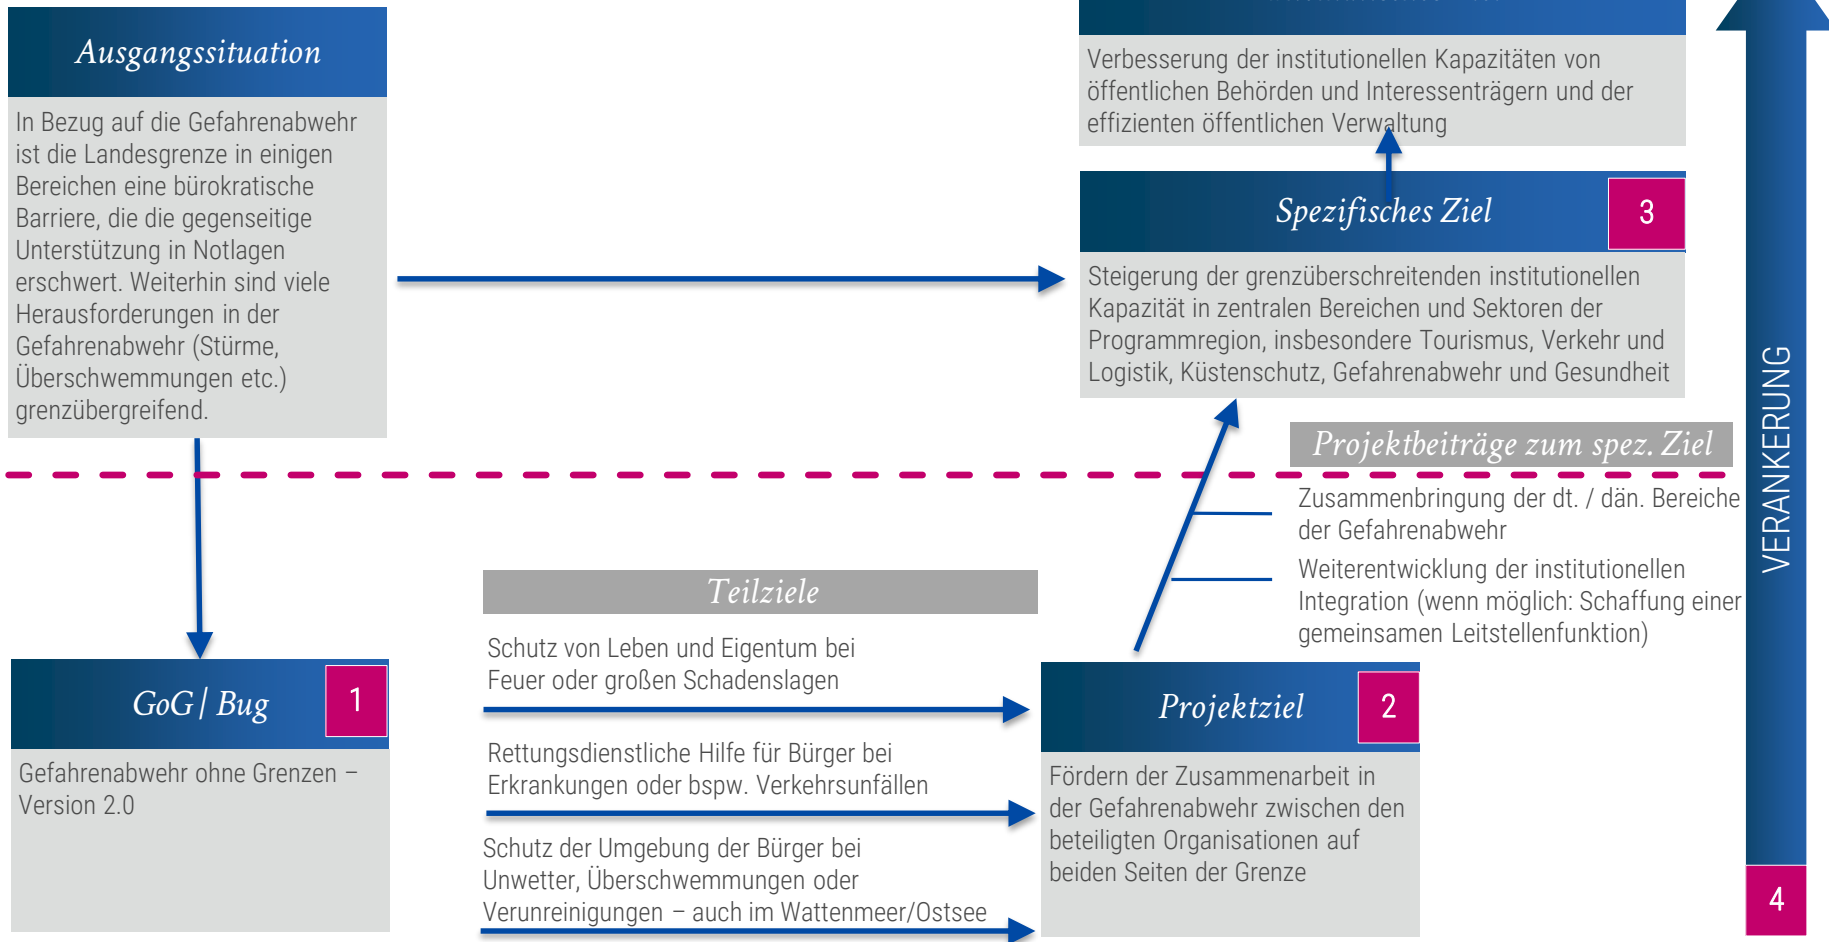 Ausgangssituation
In Bezug auf die Gefahrenabwehr
ist die Landesgrenze in einigen
Bereichen eine bürokratische
Barriere, die die gegenseitige
Unterstützung in Notlagen
erschwert. Weiterhin sind viele
Herausforderungen in der
Gefahrenabwehr (Stürme,
Überschwemmungen etc.)
grenzübergreifend.
Verbesserung der institutionellen Kapazitäten von
öffentlichen Behörden und Interessenträgern und der
effizienten öffentlichen Verwaltung
Spezifisches Ziel
3
Steigerung der grenzüberschreitenden institutionellen
Kapazität in zentralen Bereichen und Sektoren der
Programmregion, insbesondere Tourismus, Verkehr und
Logistik, Küstenschutz, Gefahrenabwehr und Gesundheit
Projektbeiträge zum spez. Ziel
Zusammenbringung der dt. / dän. Bereiche
der Gefahrenabwehr
Weiterentwicklung der institutionellen
Integration (wenn möglich: Schaffung einer
gemeinsamen Leitstellenfunktion)
GoG | Bug
1
Gefahrenabwehr ohne Grenzen –
Version 2.0
Teilziele
Schutz von Leben und Eigentum bei
Feuer oder großen Schadenslagen
Rettungsdienstliche Hilfe für Bürger bei
Erkrankungen oder bspw. Verkehrsunfällen
Schutz der Umgebung der Bürger bei
Unwetter, Überschwemmungen oder
Verunreinigungen – auch im Wattenmeer/Ostsee
Projektziel
2
Fördern der Zusammenarbeit in
der Gefahrenabwehr zwischen den
beteiligten Organisationen auf
beiden Seiten der Grenze
VERANKERUNG
4